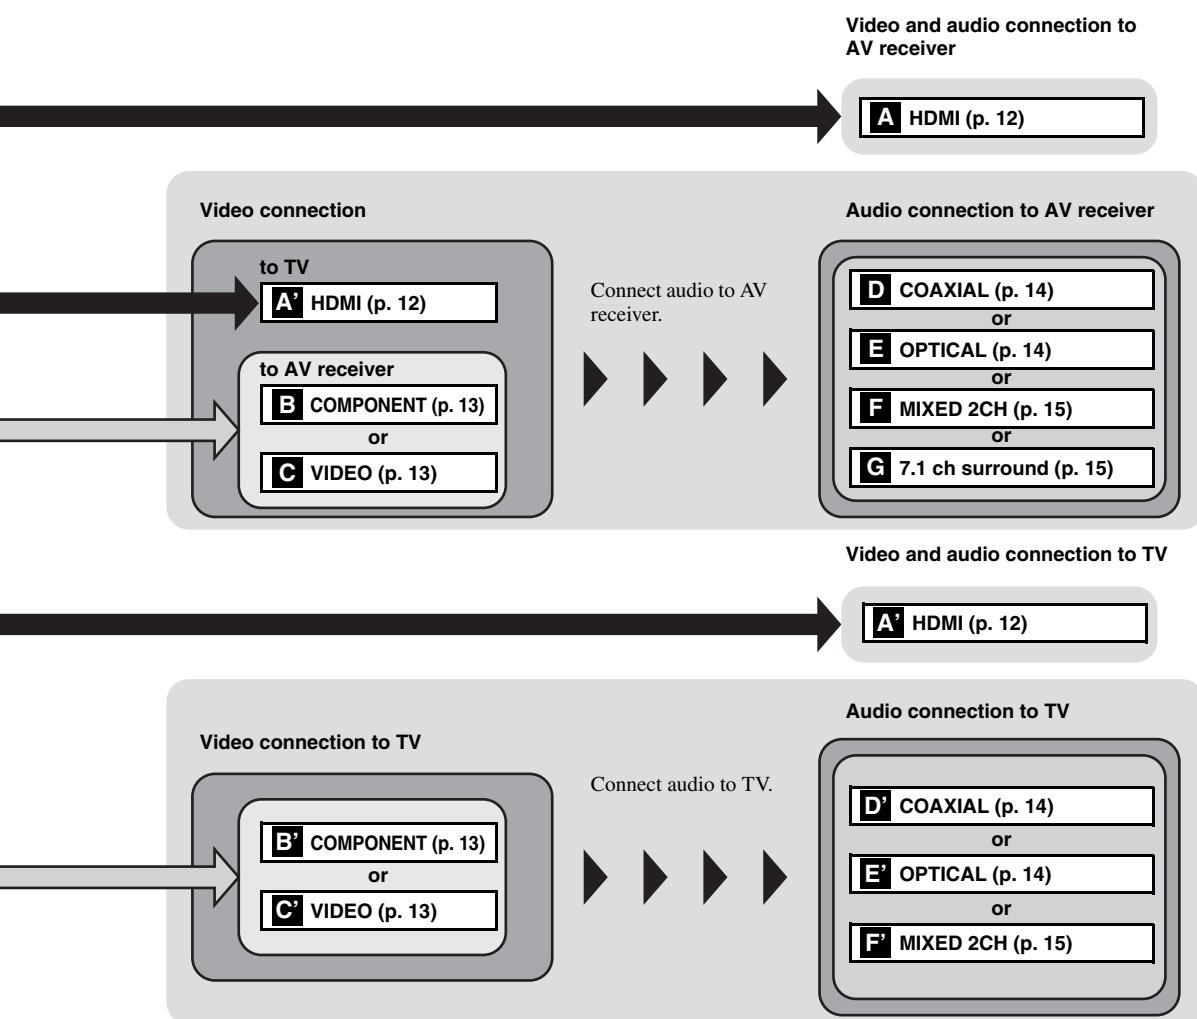 Video and audio connection to
AV receiver
A HDMI (p. 12)
Video connection
to TV
A’ HDMI (p. 12)
to AV receiver
B COMPONENT (p. 13)
or
C VIDEO (p. 13)
Connect audio to AV
receiver.
Audio connection to AV receiver
D COAXIAL (p. 14)
or
E OPTICAL (p. 14)
or
F MIXED 2CH (p. 15)
or
G 7.1 ch surround (p. 15)
Video and audio connection to TV
A’ HDMI (p. 12)
Video connection to TV
B’ COMPONENT (p. 13)
or
C’ VIDEO (p. 13)
Connect audio to TV.
Audio connection to TV
D’ COAXIAL (p. 14)
or
E’ OPTICAL (p. 14)
or
F’ MIXED 2CH (p. 15)